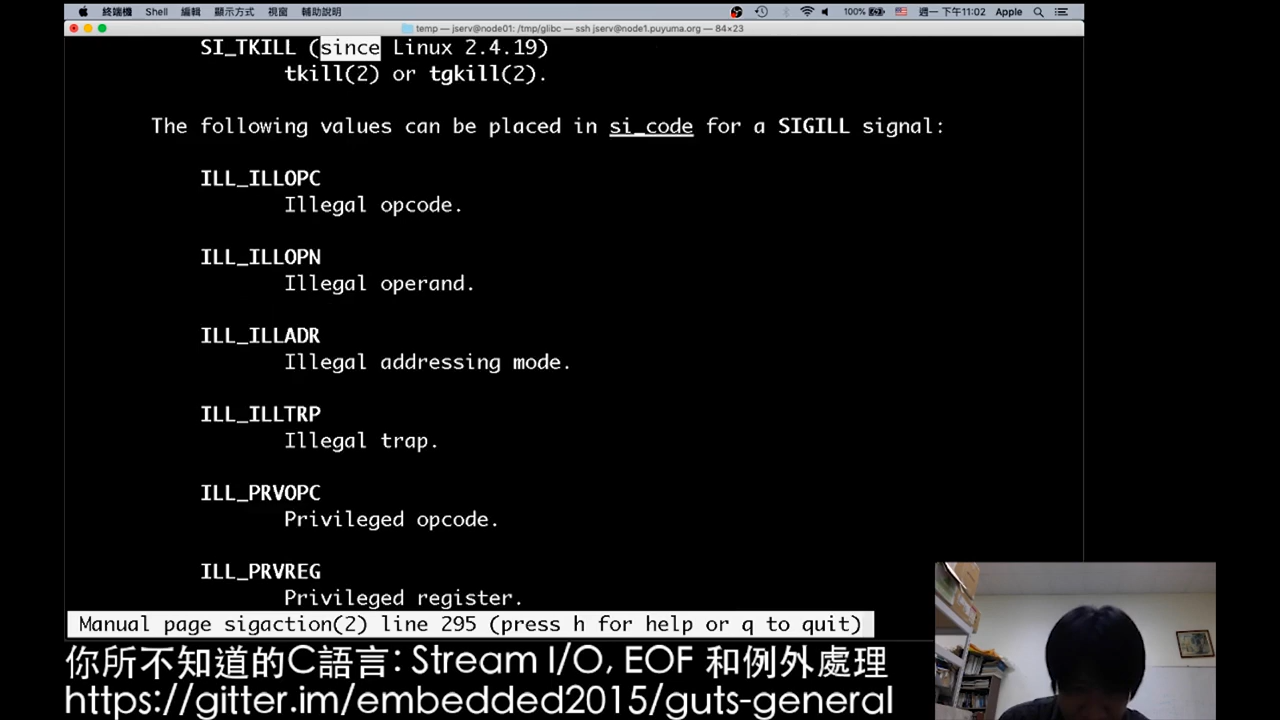 終端機 Shell 編輯 顯示方式 視窗 輔助說明 100% 週一 下午11:02 Apple
temp — jserv@node01: /tmp/glibc — ssh jserv@node1.puyuma.org — 84×23
SI_TKILL (since Linux 2.4.19)
tkill(2) or tgkill(2).
The following values can be placed in si_code for a SIGILL signal:
ILL_ILLOPC
Illegal opcode.
ILL_ILLOPN
Illegal operand.
ILL_ILLADR
Illegal addressing mode.
ILL_ILLTRP
Illegal trap.
ILL_PRVOPC
Privileged opcode.
ILL_PRVREG
Privileged register.
Manual page sigaction(2) line 295 (press h for help or q to quit)
你所不知道的C語言: Stream I/O, EOF 和例外處理
https://gitter.im/embedded2015/guts-general